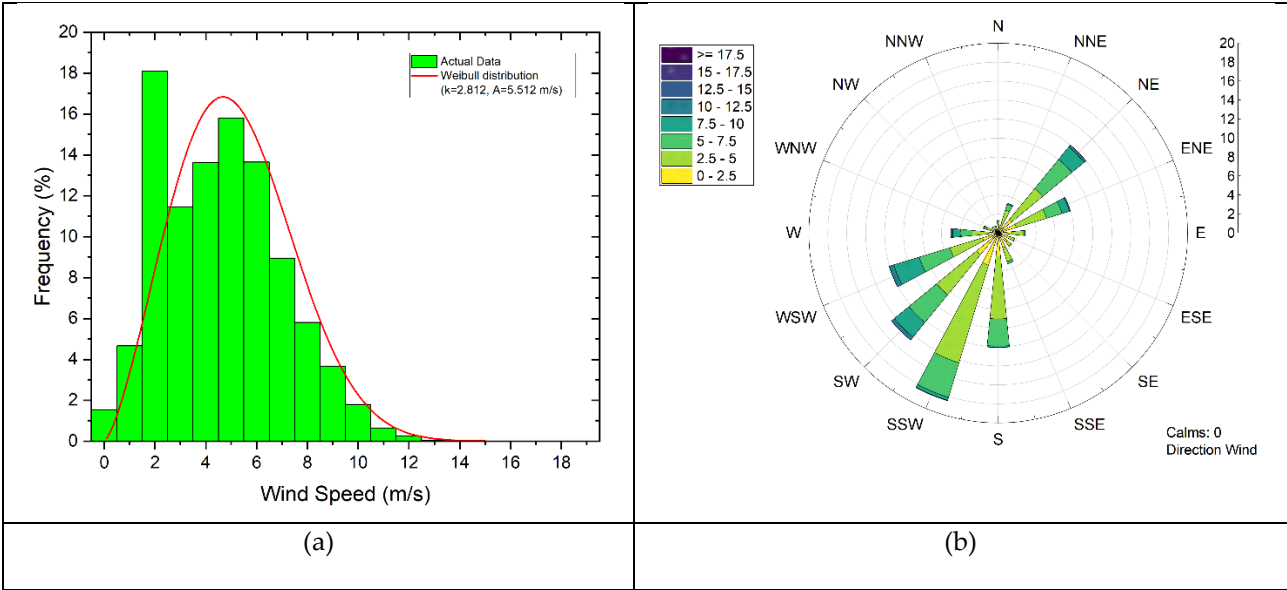 20
18
16
14
12
10
8
6
4
2
0
Frequency (%)
Actual Data
Weibull distribution
(k=2.812, A=5.512 m/s)
0 2 4 6 8 10 12 14 16 18
Wind Speed (m/s)
(a)
>= 17.5
15 - 17.5
12.5 - 15
10 - 12.5
7.5 - 10
5 - 7.5
2.5 - 5
0 - 2.5
N
NNE
NE
ENE
E
ESE
SE
SSE
S
SSW
SW
WSW
W
WNW
NW
NNW
20
18
16
14
12
10
8
6
4
2
0
Calms: 0
Direction Wind
(b)